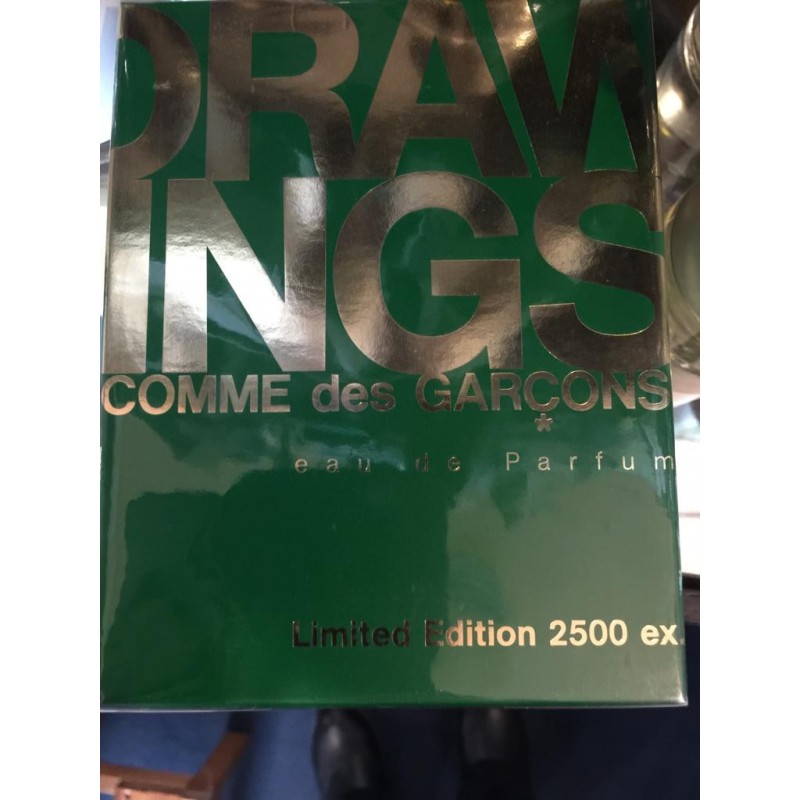 DRAW
INGS
COMME des GARÇONS
*
eau de Parfum
Limited Edition 2500 ex.